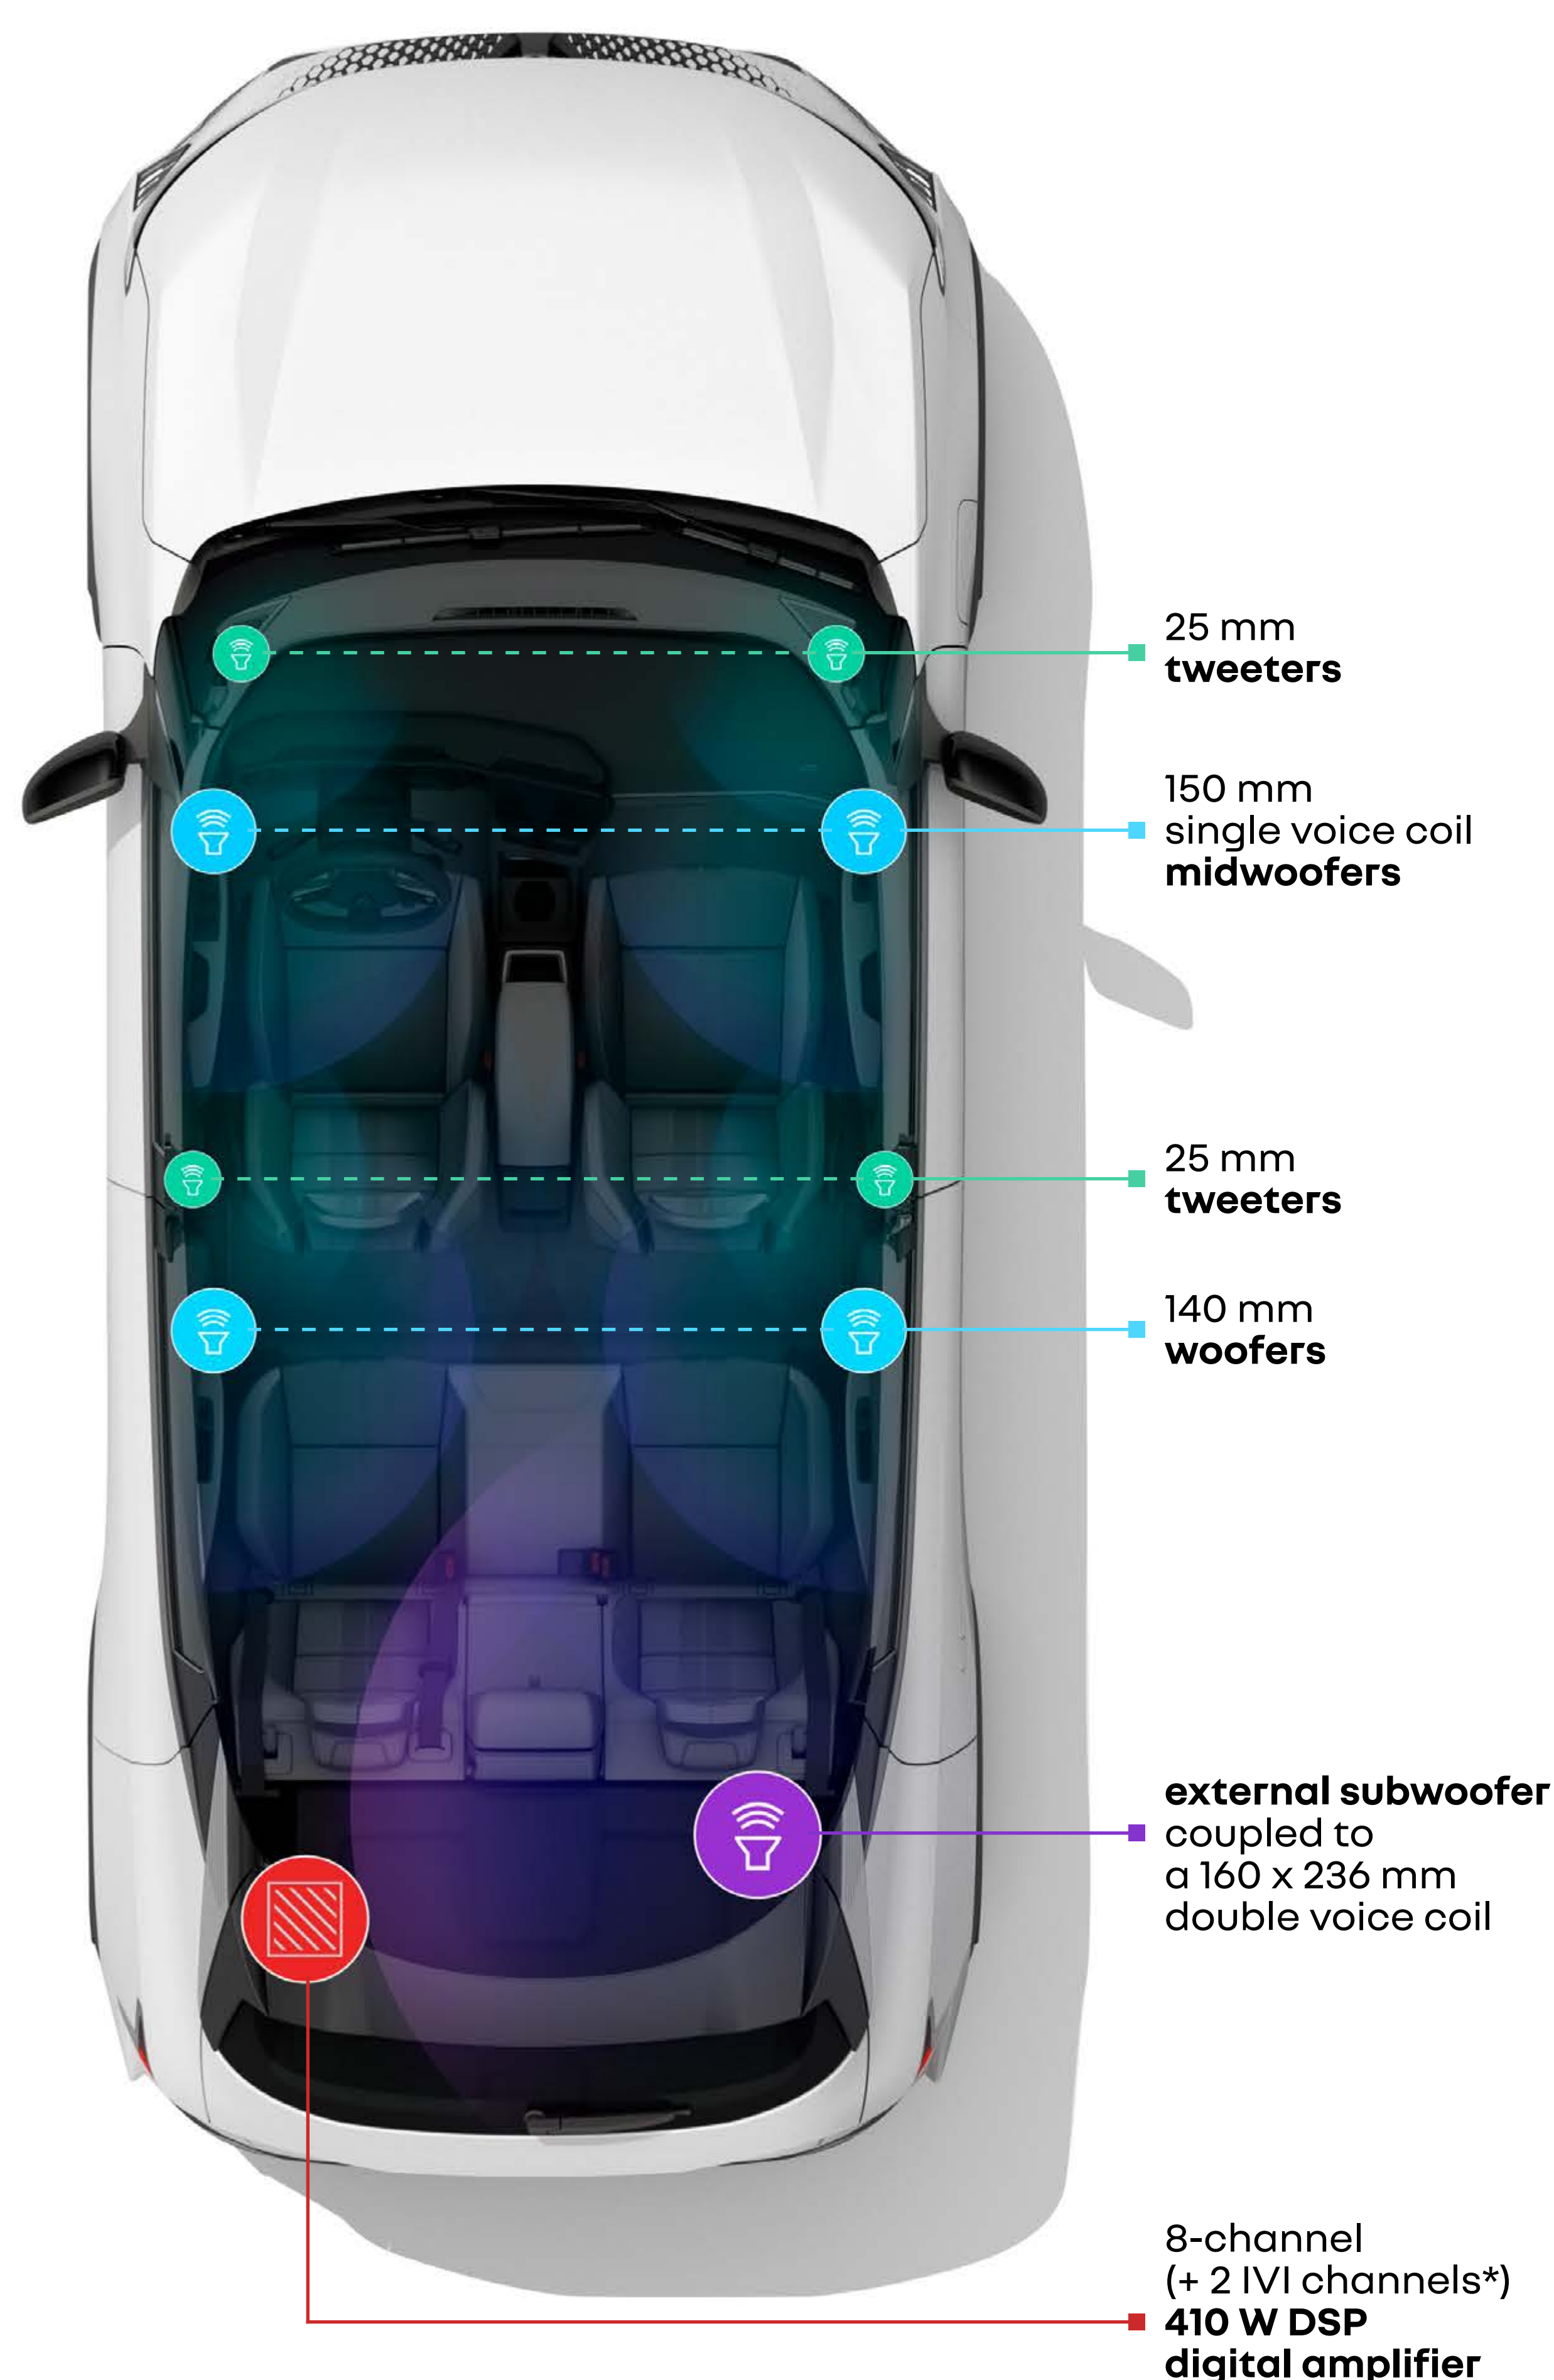 25 mm
tweeters
150 mm
single voice coil
midwoofers
25 mm
tweeters
140 mm
woofers
external subwoofer
coupled to
a 160 x 236 mm
double voice coil
8-channel
(+ 2 IVI channels*)
410 W DSP
digital amplifier